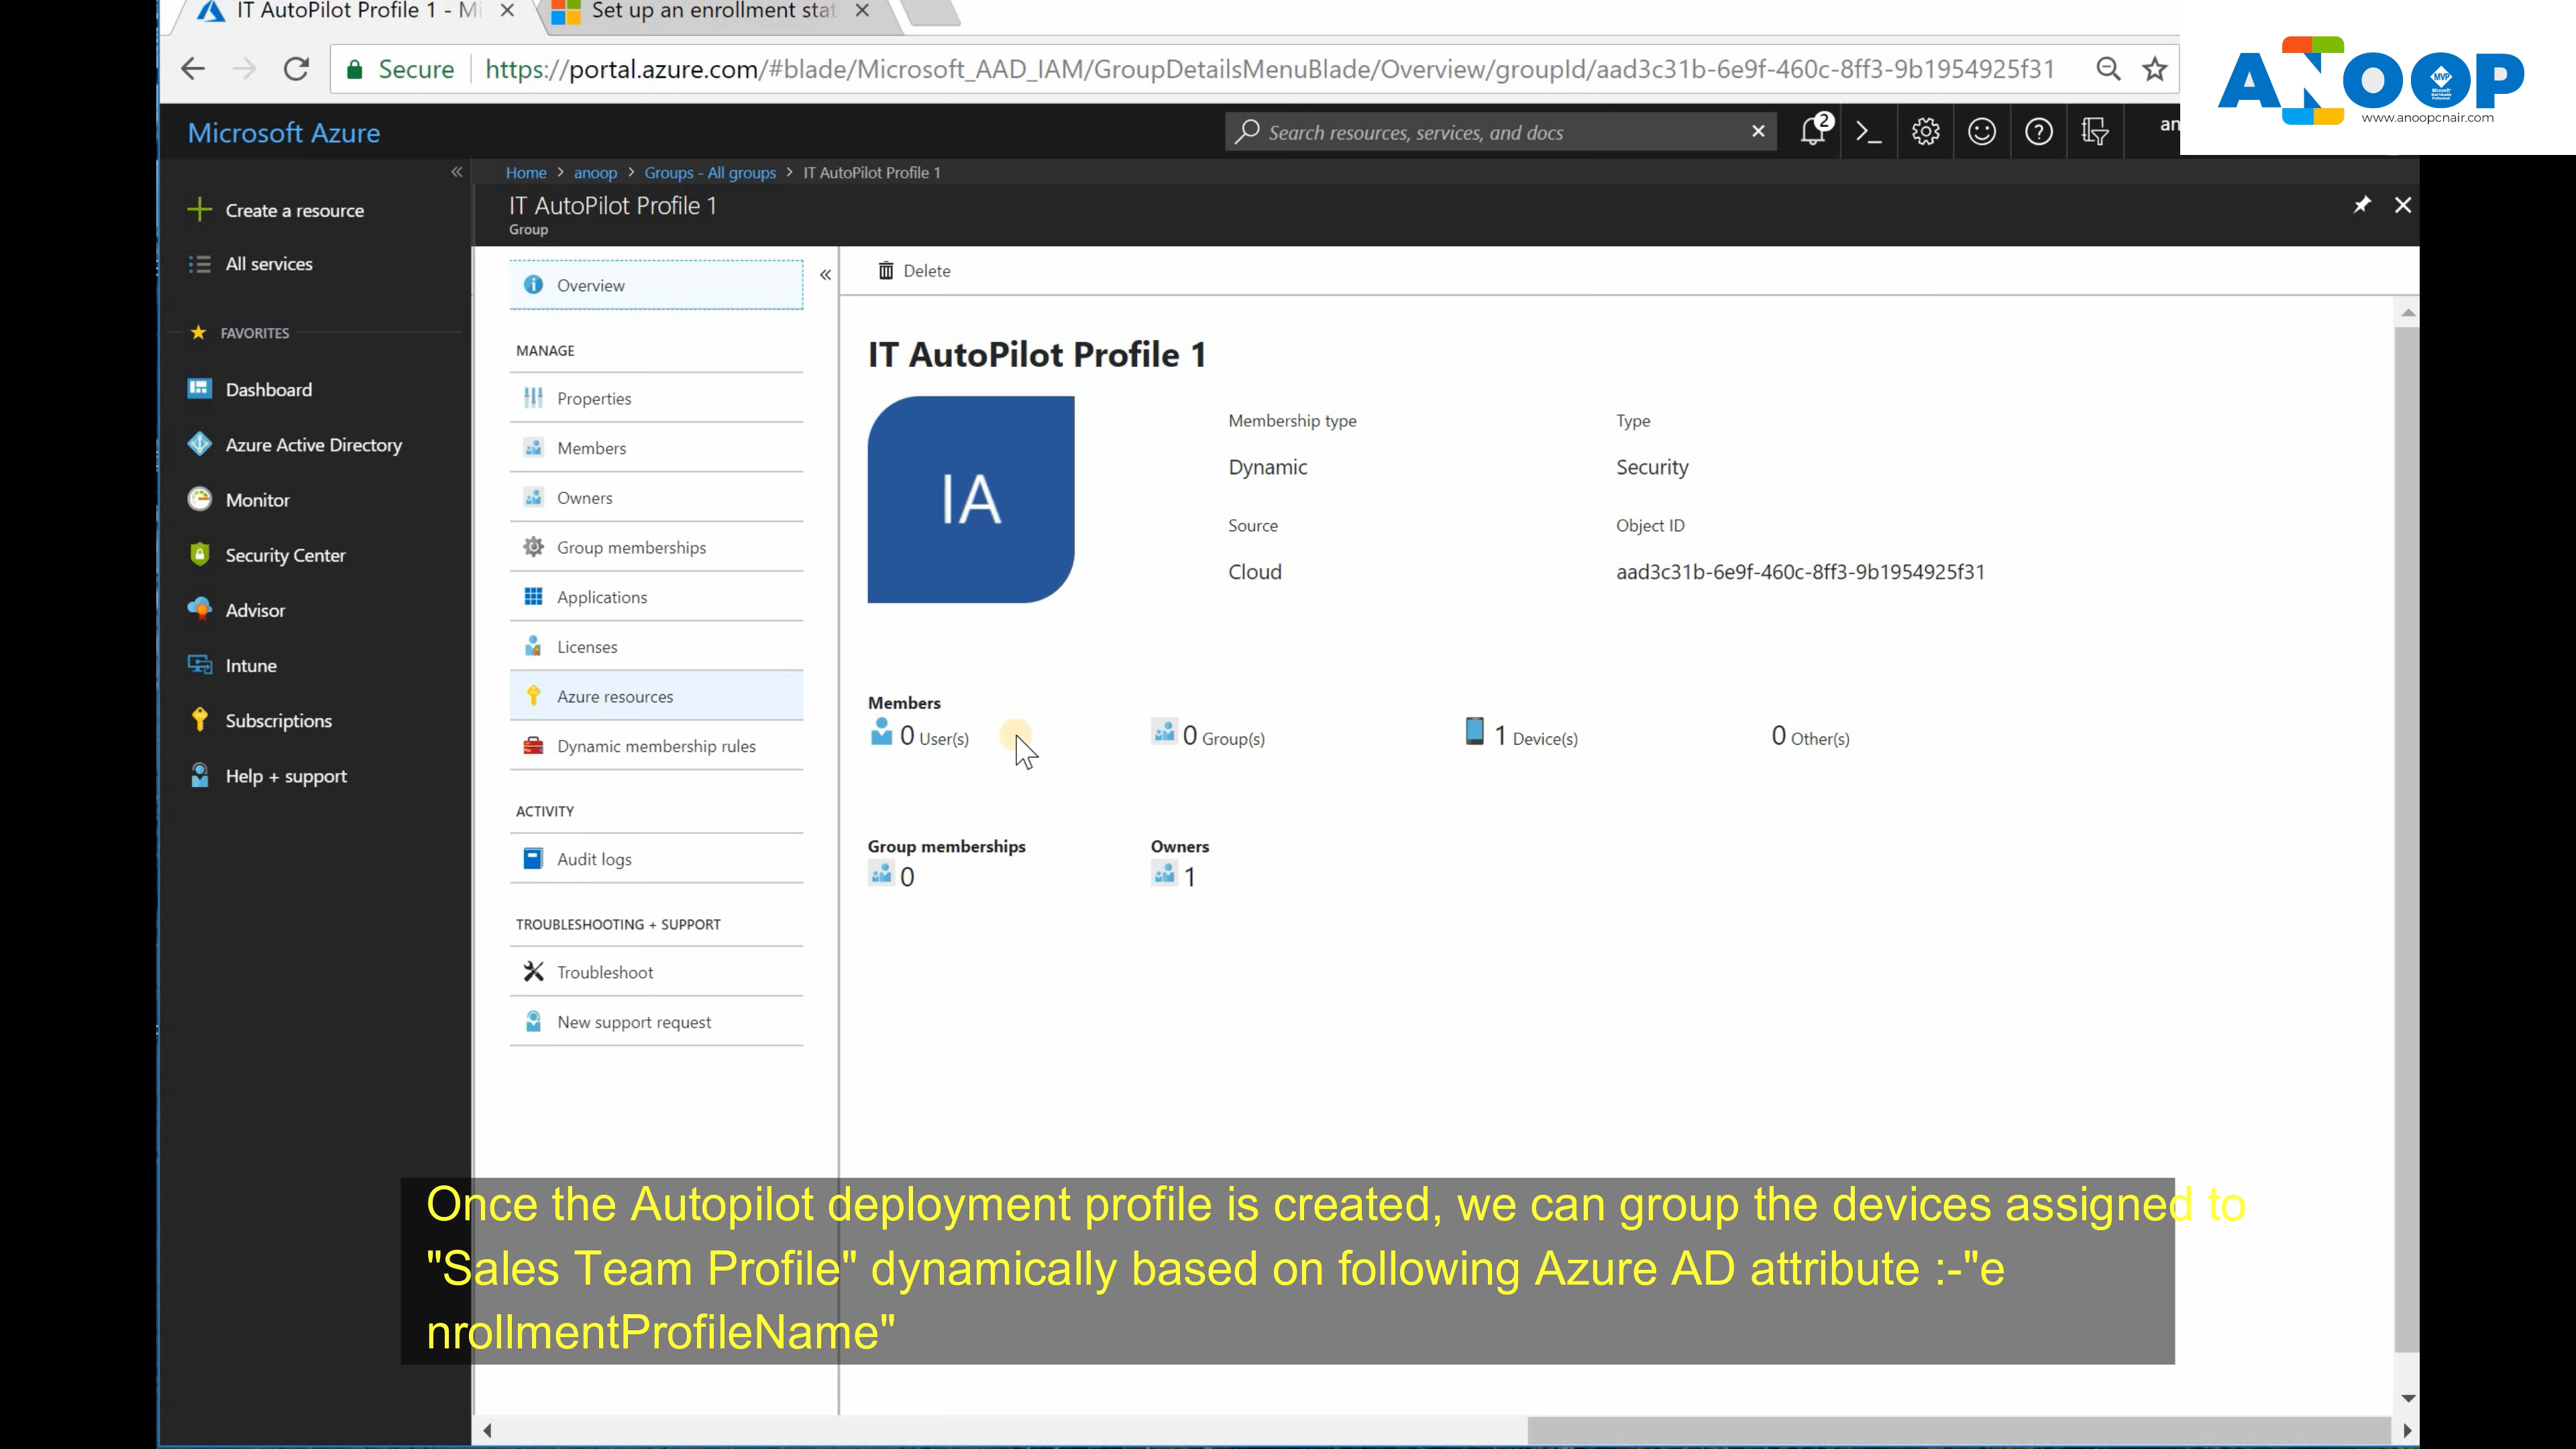 IT AutoPilot Profile 1 - Mi
Set up an enrollment stat
Secure
https://portal.azure.com/#blade/Microsoft_AAD_IAM/GroupDetailsMenuBlade/Overview/groupId/aad3c31b-6e9f-460c-8ff3-9b1954925f31
ANOOP
MVP
www.anoopcnair.com
Microsoft Azure
Search resources, services, and docs
2
an
Home > anoop > Groups - All groups > IT AutoPilot Profile 1
IT AutoPilot Profile 1
Group
Create a resource
All services
FAVORITES
Dashboard
Azure Active Directory
Monitor
Security Center
Advisor
Intune
Subscriptions
Help + support
Overview
MANAGE
Properties
Members
Owners
Group memberships
Applications
Licenses
Azure resources
Dynamic membership rules
ACTIVITY
Audit logs
TROUBLESHOOTING + SUPPORT
Troubleshoot
New support request
Delete
IT AutoPilot Profile 1
IA
Membership type
Dynamic
Type
Security
Source
Cloud
Object ID
aad3c31b-6e9f-460c-8ff3-9b1954925f31
Members
0 User(s)
0 Group(s)
1 Device(s)
0 Other(s)
Group memberships
0
Owners
1
Once the Autopilot deployment profile is created, we can group the devices assigned to
"Sales Team Profile" dynamically based on following Azure AD attribute :-"e
nrollmentProfileName"